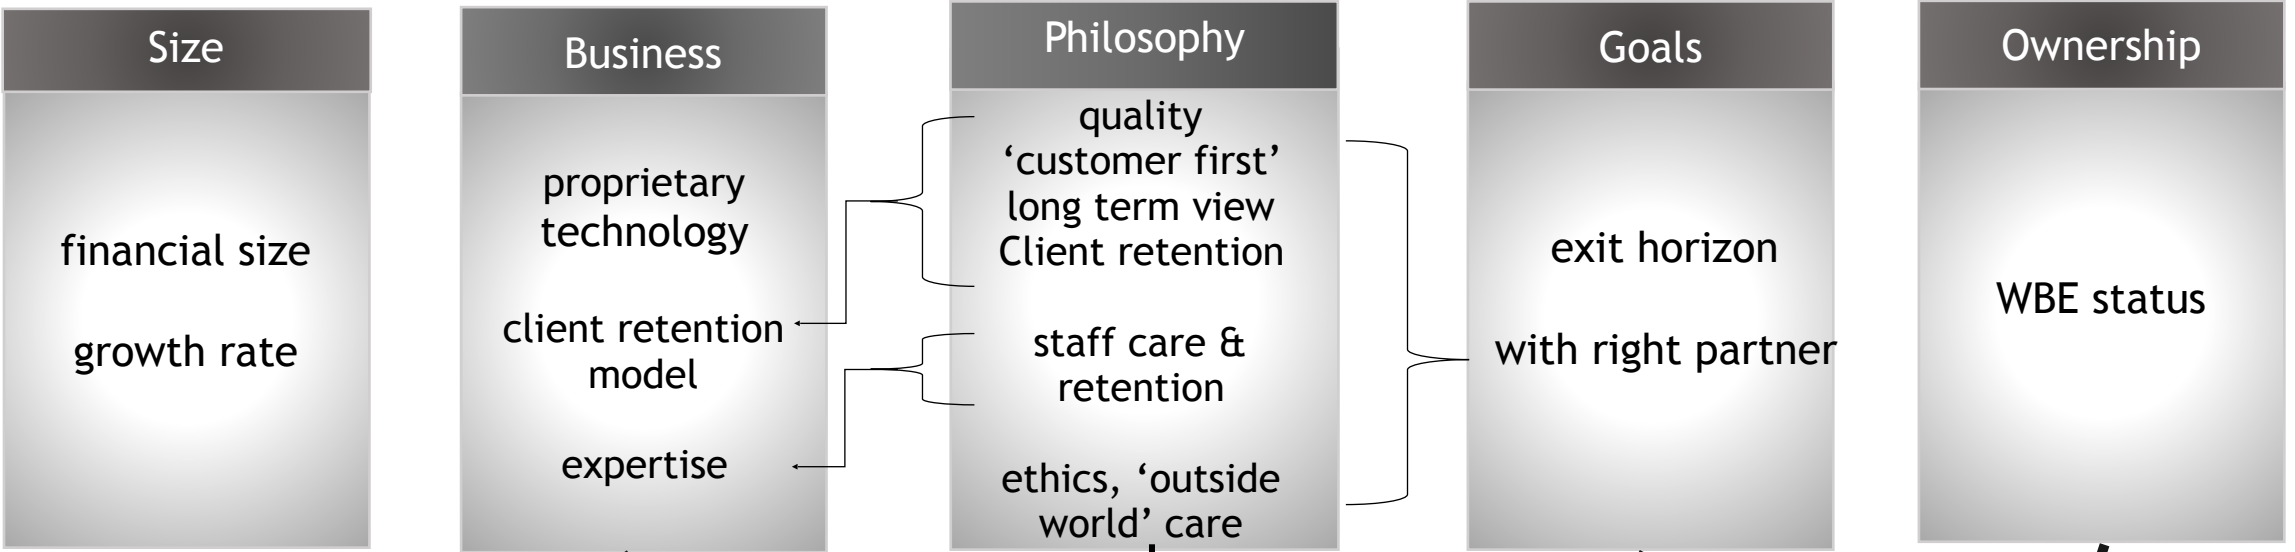 Size
financial size
growth rate
Business
proprietary
technology
client retention
model
expertise
Philosophy
quality
‘customer first’
long term view
Client retention
staff care &
retention
ethics, ‘outside
world’ care
Goals
exit horizon
with right partner
Ownership
WBE status